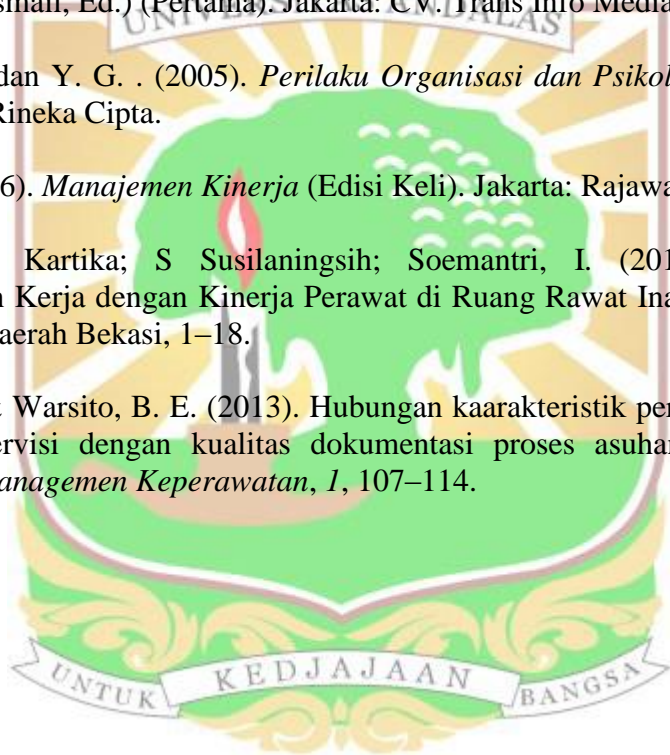 sman, Ed.) (Pertama). Jakarta: CV. Trans Info Media
UNIVERSITAS ANDALAS
dan Y. G. . (2005). Perilaku Organisasi dan Psikol
Rineka Cipta.
6). Manajemen Kinerja (Edisi Keli). Jakarta: Rajawa
Kartika; S Susilaningsih; Soemantri, I. (201
n Kerja dengan Kinerja Perawat di Ruang Rawat Ina
aerah Bekasi, 1–18.
Warsito, B. E. (2013). Hubungan kaarakteristik per
ervisi dengan kualitas dokumentasi proses asuhan
anagemen Keperawatan, 1, 107–114.
UNTUK KEDJAJAAN BANGSA